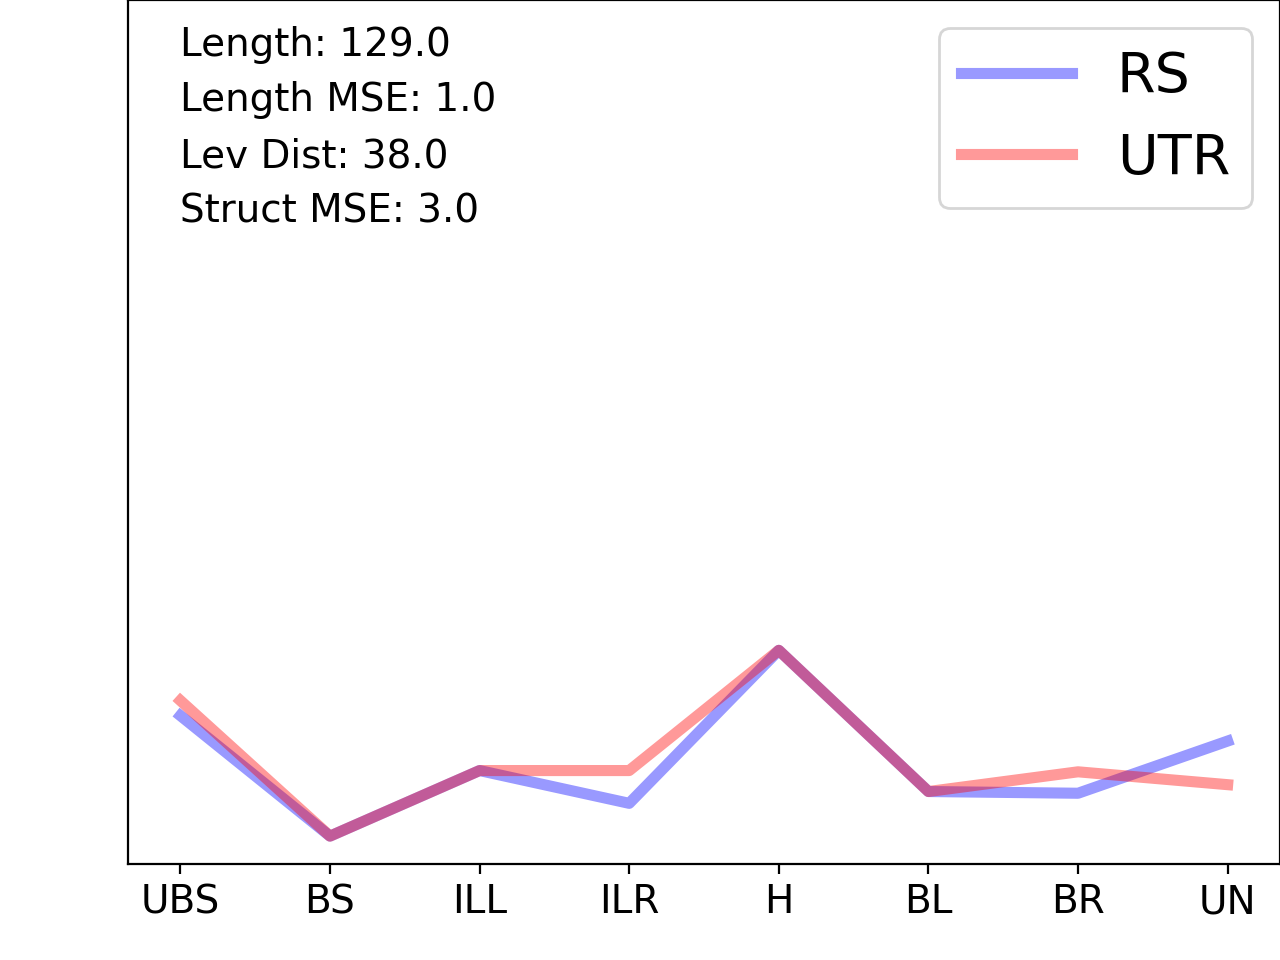 Length: 129.0
Length MSE: 1.0
Lev Dist: 38.0
Struct MSE: 3.0
RS
UTR
UBS BS ILL ILR H BL BR UN